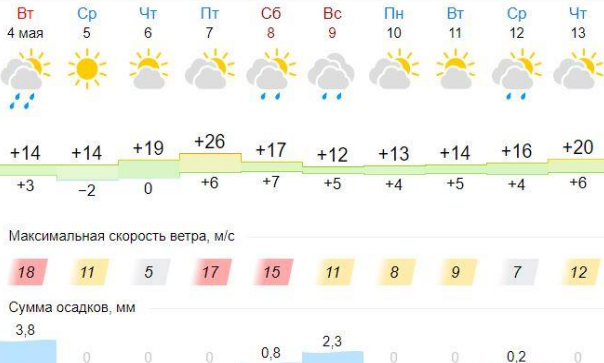 Вт Ср Чт Пт Сб Вс Пн Вт Ср Чт
4 мая 5 6 7 8 9 10 11 12 13
+14 +14 +19 +26 +17 +12 +13 +14 +16 +20
+3 −2 0 +6 +7 +5 +4 +5 +4 +6
Максимальная скорость ветра, м/с
18 11 5 17 15 11 8 9 7 12
Сумма осадков, мм
3,8 0 0 0 0,8 2,3 0 0 0,2 0